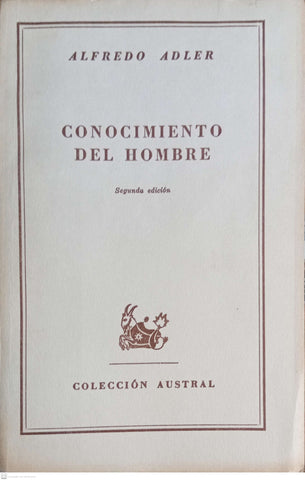 ALFREDO ADLER
CONOCIMIENTO
DEL HOMBRE
Segunda edición
COLECCIÓN AUSTRAL